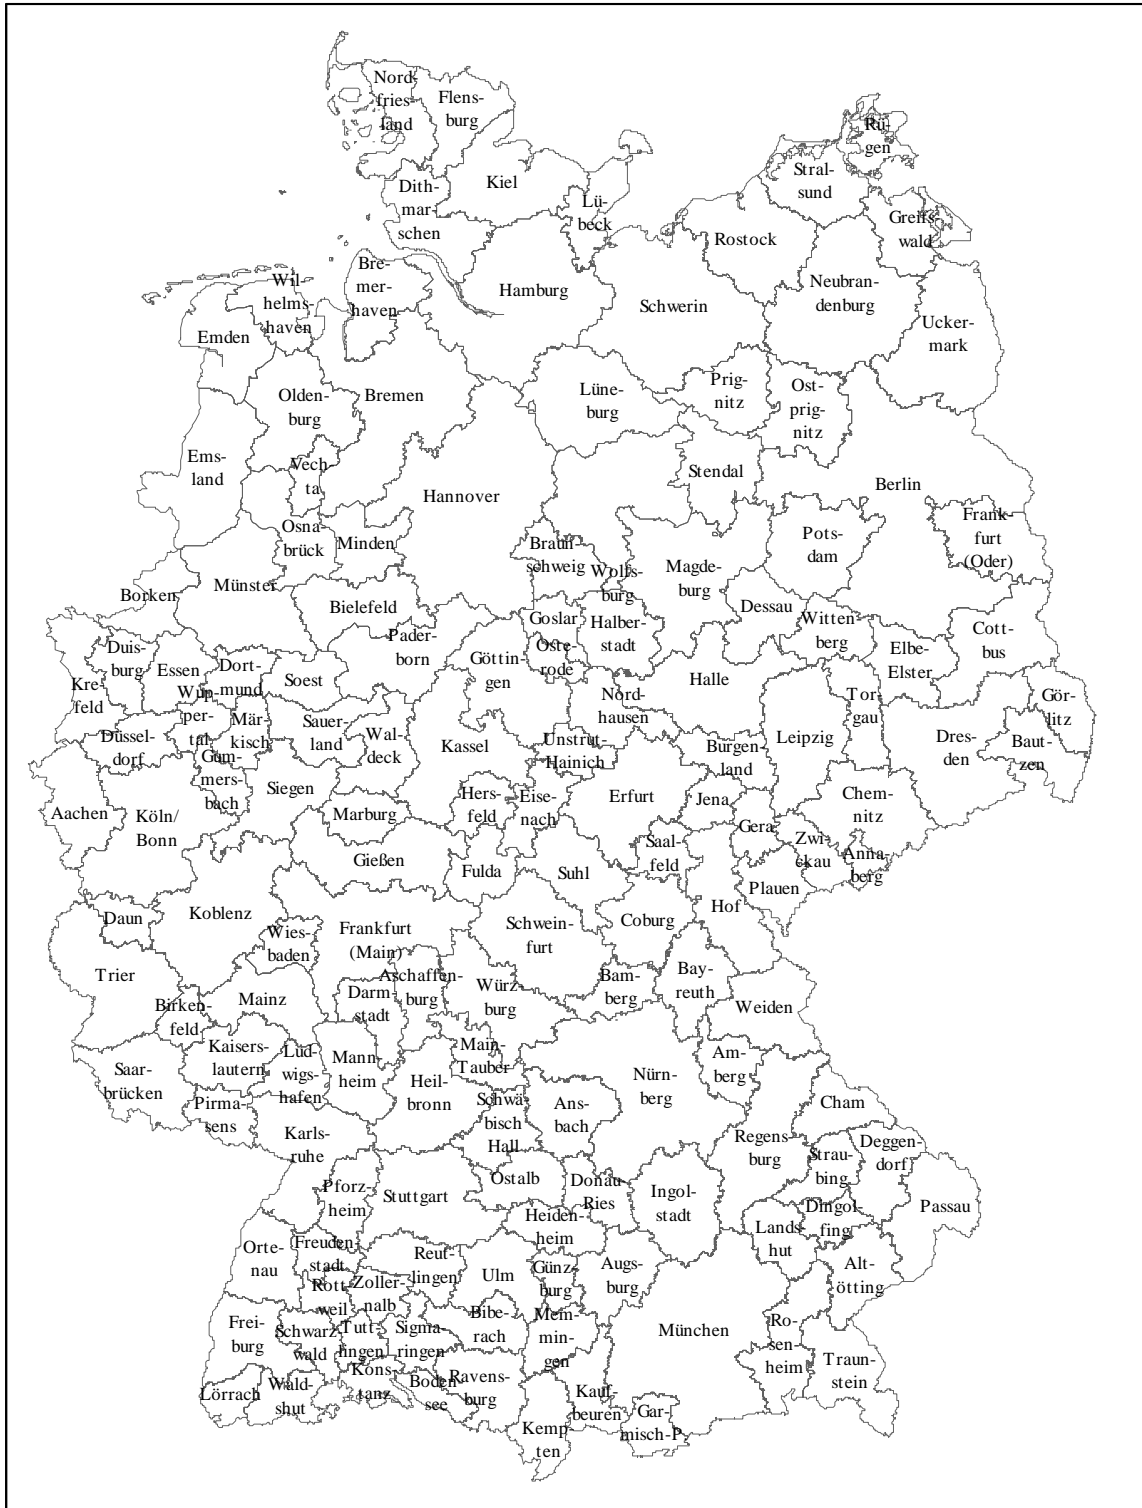 Nord-
fries-
land
Flens-
burg
Rü-
gen
Stral-
sund
Dith-
mar-
schen
Kiel
Lü-
beck
Greifs-
wald
Rostock
Bre-
mer-
haven
Wil-
helms-
haven
Hamburg
Schwerin
Neubran-
denburg
Emden
Ucker-
mark
Olden-
burg
Bremen
Lüne-
burg
Prig-
nitz
Ost-
prig-
nitz
Ems-
land
Vech-
ta
Hannover
Stendal
Berlin
Osna-
brück
Minden
Braun-
schweig
Wolfs-
burg
Magde-
burg
Pots-
dam
Frank-
furt
(Oder)
Borken
Münster
Bielefeld
Goslar
Halber-
stadt
Dessau
Witten-
berg
Cott-
bus
Duis-
burg
Essen
Dort-
mund
Soest
Pader-
born
Göttin-
gen
Oste-
rode
Halle
Elbe-
Elster
Kre-
feld
Wup-
per-
tal
Mär-
kisch
Sauer-
land
Wal-
deck
Nord-
hausen
Tor-
gau
Gör-
litz
Düssel-
dorf
Kassel
Unstrut-
Hainich
Burgen-
land
Leipzig
Dres-
den
Baut-
zen
Gum-
mers-
bach
Siegen
Aachen
Köln/
Bonn
Marburg
Hers-
feld
Eise-
nach
Erfurt
Jena
Chem-
nitz
Gera
Gießen
Fulda
Suhl
Saal-
feld
Zwi-
ckau
Anna-
berg
Plauen
Hof
Daun
Koblenz
Wies-
baden
Frankfurt
(Main)
Schwein-
furt
Coburg
Trier
Aschaffen-
burg
Bam-
berg
Bay-
reuth
Birken-
feld
Mainz
Darm-
stadt
Würz-
burg
Weiden
Saar-
brücken
Kaisers-
lautern
Lud-
wigs-
hafen
Mann-
heim
Heil-
bronn
Main-
Tauber
Nürn-
berg
Am-
berg
Pirma-
sens
Schwä-
bisch
Hall
Ans-
bach
Cham
Karls-
ruhe
Regens-
burg
Strau-
bing
Deggen-
dorf
Pforz-
heim
Stuttgart
Ostalb
Donau-
Ries
Ingol-
stadt
Passau
Heiden-
heim
Lands-
hut
Dingol-
fing
Orte-
nau
Freuden-
stadt
Reut-
lingen
Ulm
Günz-
burg
Augs-
burg
Alt-
ötting
Rott-
weil
Zoller-
nalb
Frei-
burg
Schwarz-
wald
Tutt-
lingen
Sigma-
ringen
Bibe-
rach
Mem-
min-
gen
München
Ro-
sen-
heim
Traun-
stein
Lörrach
Wald-
shut
Kons-
tanz
Boden-
see
Ravens-
burg
Kauf-
beuren
Kemp-
ten
Gar-
misch-P.